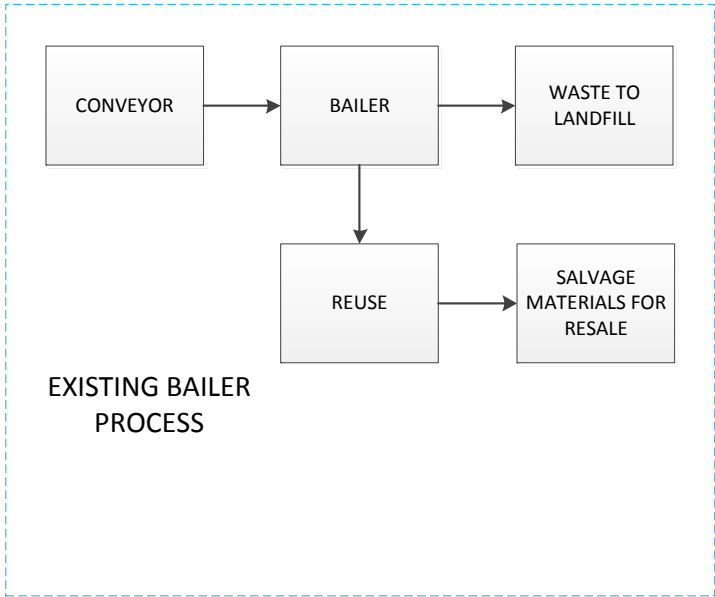 CONVEYOR
BAILER
WASTE TO
LANDFILL
REUSE
SALVAGE
MATERIALS FOR
RESALE
EXISTING BAILER
PROCESS